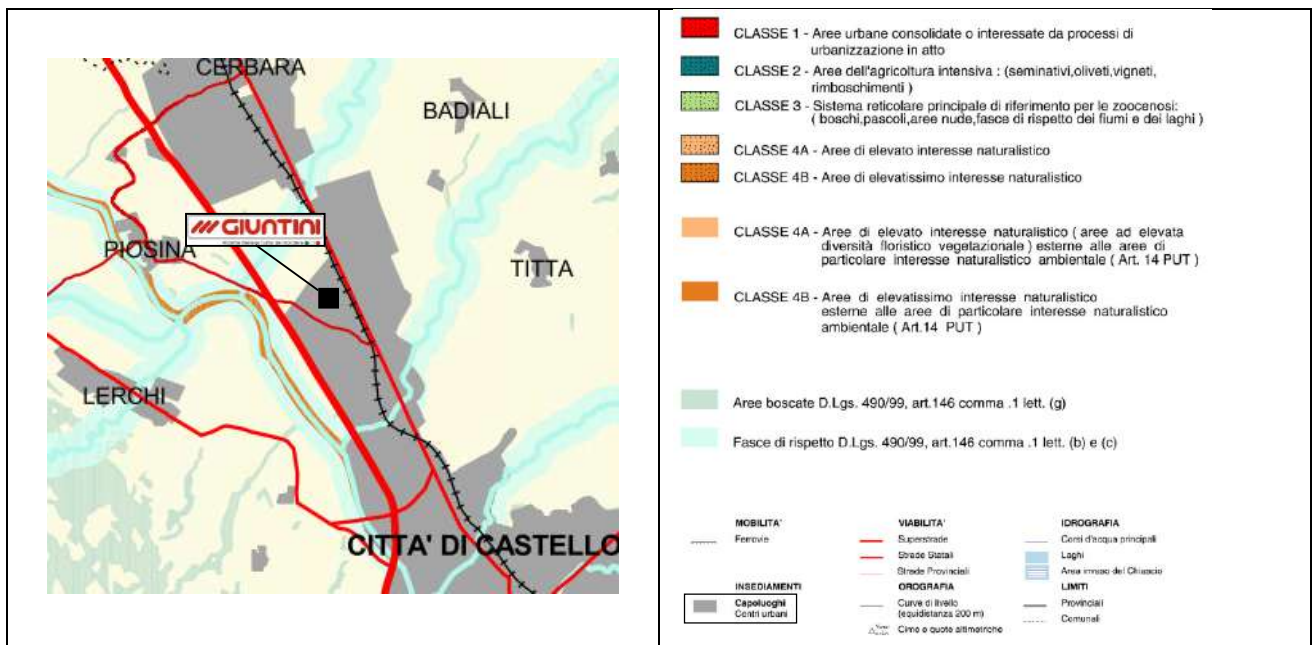 CERBARA
BADIALI
GIUNTINI
PIOSINA
TITTA
LERCHI
CITTA' DI CASTELLO
CLASSE 1 - Aree urbane consolidate o interessate da processi di
urbanizzazione in atto
CLASSE 2 - Aree dell'agricoltura intensiva : (seminativi,oliveti,vigneti,
rimboschimenti )
CLASSE 3 - Sistema reticolare principale di riferimento per le zoocenosi:
( boschi,pascoli,aree nude,fasce di rispetto dei fiumi e dei laghi )
CLASSE 4A - Aree di elevato interesse naturalistico
CLASSE 4B - Aree di elevatissimo interesse naturalistico
CLASSE 4A - Aree di elevato interesse naturalistico ( aree ad elevata
diversità floristico vegetazionale ) esterne alle aree di
particolare interesse naturalistico ambientale ( Art. 14 PUT )
CLASSE 4B - Aree di elevatissimo interesse naturalistico
esterne alle aree di particolare interesse naturalistico
ambientale ( Art.14 PUT )
Aree boscate D.Lgs. 490/99, art.146 comma .1 lett. (g)
Fasce di rispetto D.Lgs. 490/99, art.146 comma .1 lett. (b) e (c)
MOBILITA'
Ferrovie
INSEDIAMENTI
Capoluoghi
Centri urbani
VIABILITA'
Superstrade
Strade Statali
Strade Provinciali
OROGRAFIA
Curve di livello
(equidistanza 200 m)
Cime e quote altimetriche
IDROGRAFIA
Corsi d'acqua principali
Laghi
Area invaso del Chiascio
LIMITI
Provinciali
Comunali